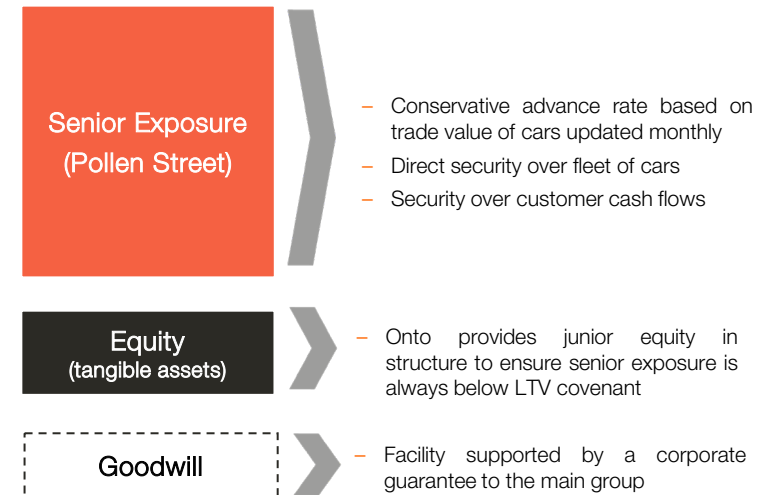 Senior Exposure
(Pollen Street)
– Conservative advance rate based on
trade value of cars updated monthly
– Direct security over fleet of cars
– Security over customer cash flows
Equity
(tangible assets)
– Onto provides junior equity in
structure to ensure senior exposure is
always below LTV covenant
Goodwill
– Facility supported by a corporate
guarantee to the main group